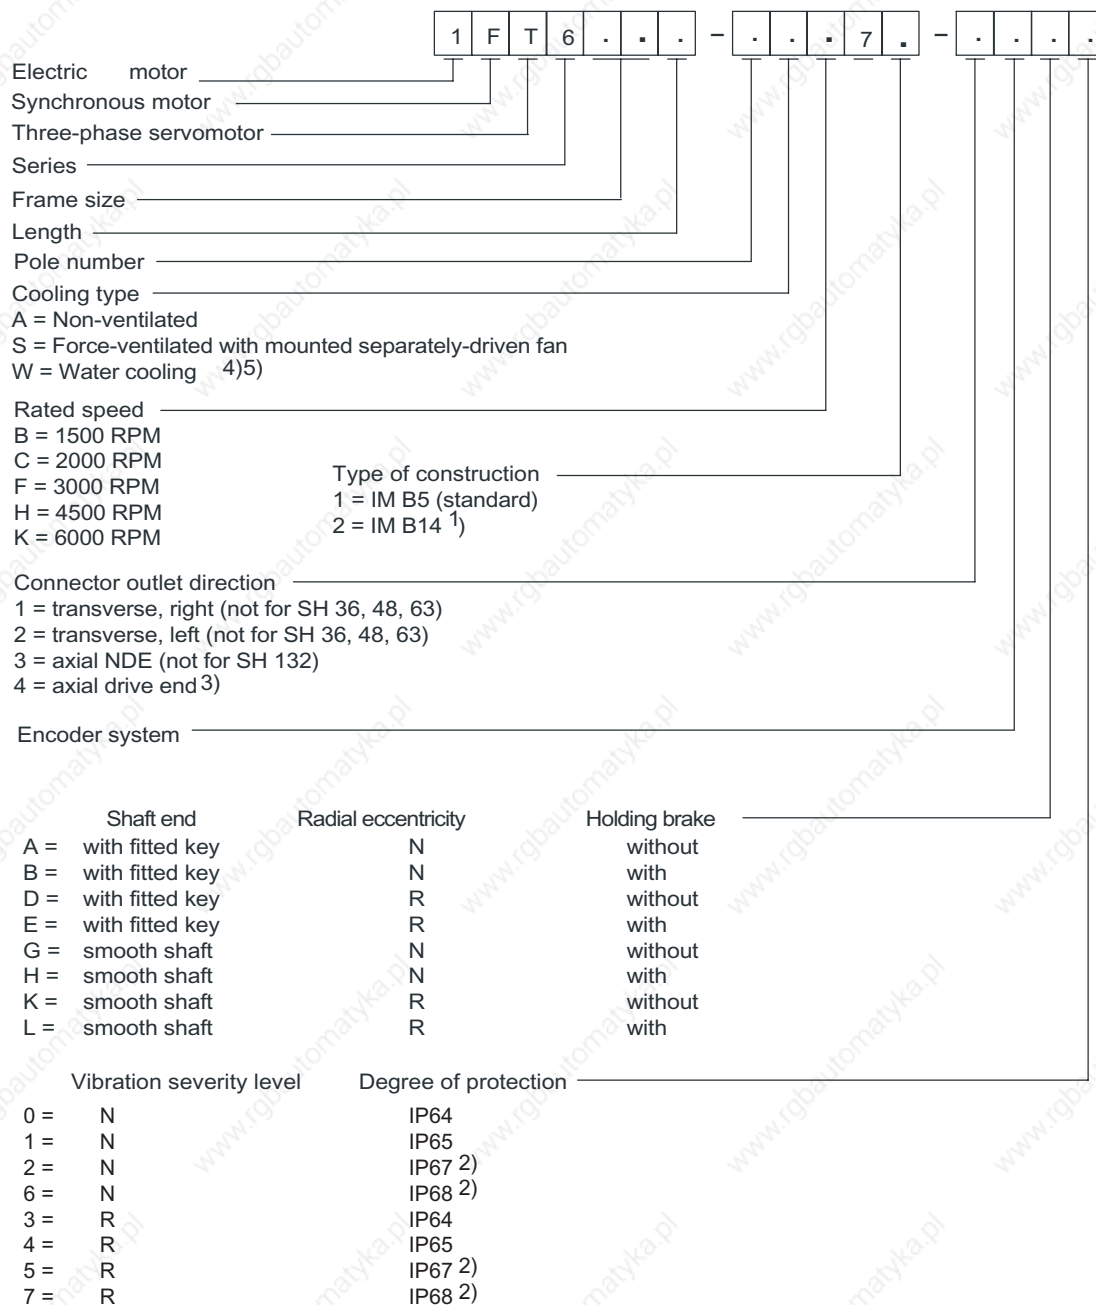 1 F T 6 . . . – . . . 7 . – . . . .
Electric motor
Synchronous motor
Three-phase servomotor
Series
Frame size
Length
Pole number
Cooling type
A = Non-ventilated
S = Force-ventilated with mounted separately-driven fan
W = Water cooling 4)5)
Rated speed
B = 1500 RPM
C = 2000 RPM
F = 3000 RPM
H = 4500 RPM
K = 6000 RPM
Type of construction
1 = IM B5 (standard)
2 = IM B14 1)
Connector outlet direction
1 = transverse, right (not for SH 36, 48, 63)
2 = transverse, left (not for SH 36, 48, 63)
3 = axial NDE (not for SH 132)
4 = axial drive end 3)
Encoder system
Shaft end Radial eccentricity Holding brake
A = with fitted key N without
B = with fitted key N with
D = with fitted key R without
E = with fitted key R with
G = smooth shaft N without
H = smooth shaft N with
K = smooth shaft R without
L = smooth shaft R with
Vibration severity level Degree of protection
0 = N IP64
1 = N IP65
2 = N IP67 2)
6 = N IP68 2)
3 = R IP64
4 = R IP65
5 = R IP67 2)
7 = R IP68 2)
www.rgbautomatyka.pl